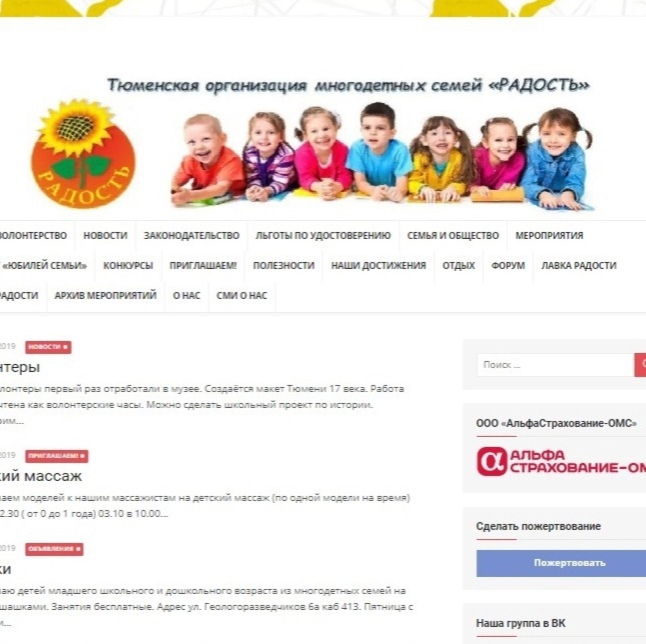 Тюменская организация многодетных семей «РАДОСТЬ»
РАДОСТЬ
ВОЛОНТЕРСТВО НОВОСТИ ЗАКОНОДАТЕЛЬСТВО ЛЬГОТЫ ПО УДОСТОВЕРЕНИЮ СЕМЬЯ И ОБЩЕСТВО МЕРОПРИЯТИЯ
«ЮБИЛЕЙ СЕМЬИ» КОНКУРСЫ ПРИГЛАШАЕМ! ПОЛЕЗНОСТИ НАШИ ДОСТИЖЕНИЯ ОТДЫХ ФОРУМ ЛАВКА РАДОСТИ
РАДОСТИ АРХИВ МЕРОПРИЯТИЙ О НАС СМИ О НАС
2019 НОВОСТИ
нтеры
лонтеры первый раз отработали в музее. Создаётся макет Тюмени 17 века. Работа
чтена как волонтерские часы. Можно сделать школьный проект по истории.
аим...
2019 ПРИГЛАШАЕМ!
кий массаж
аем моделей к нашим массажистам на детский массаж (по одной модели на время)
2.30 ( от 0 до 1 года) 03.10 в 10.00...
2019 ОБЪЯВЛЕНИЯ
ки
аю детей младшего школьного и дошкольного возраста из многодетных семей на
шашками. Занятия бесплатные. Адрес ул. Геологоразведчиков 6а каб 413. Пятница с
и...
Поиск ...
ООО «АльфаСтрахование-ОМС»
АЛЬФА
СТРАХОВАНИЕ-ОМ
Сделать пожертвование
Пожертвовать
Наша группа в ВК